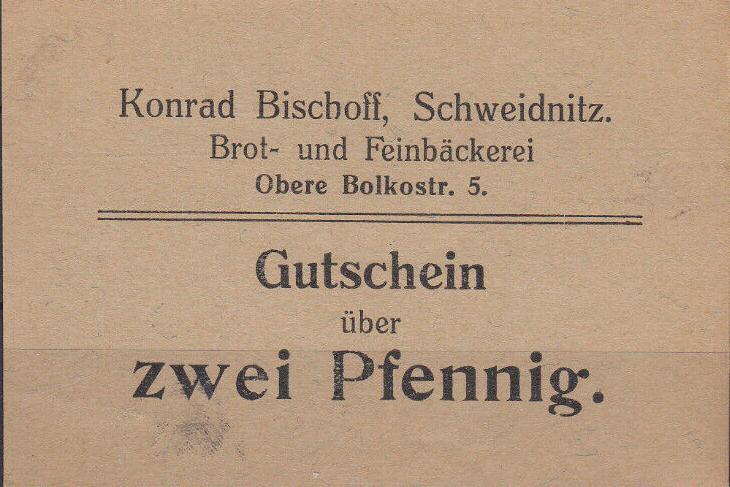 Konrad Bischoff, Schweidnitz.
Brot- und Feinbäckerei
Obere Bolkostr. 5.
Gutschein
über
zwei Pfennig.